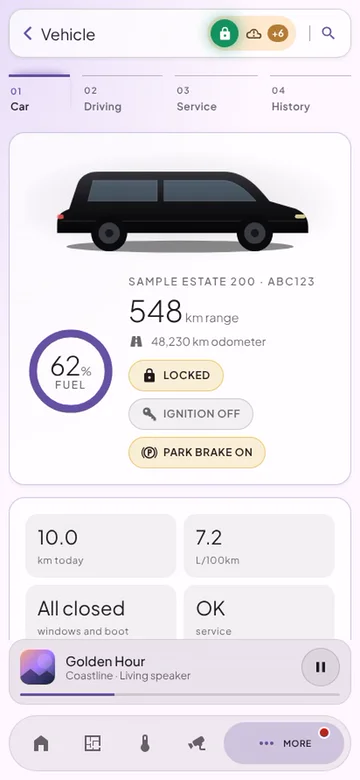 Vehicle
+6
01
Car
02
Driving
03
Service
04
History
SAMPLE ESTATE 200 · ABC123
548 km range
48,230 km odometer
62%
FUEL
LOCKED
IGNITION OFF
P PARK BRAKE ON
10.0
km today
7.2
L/100km
All closed
windows and boot
OK
service
Golden Hour
Coastline · Living speaker
MORE